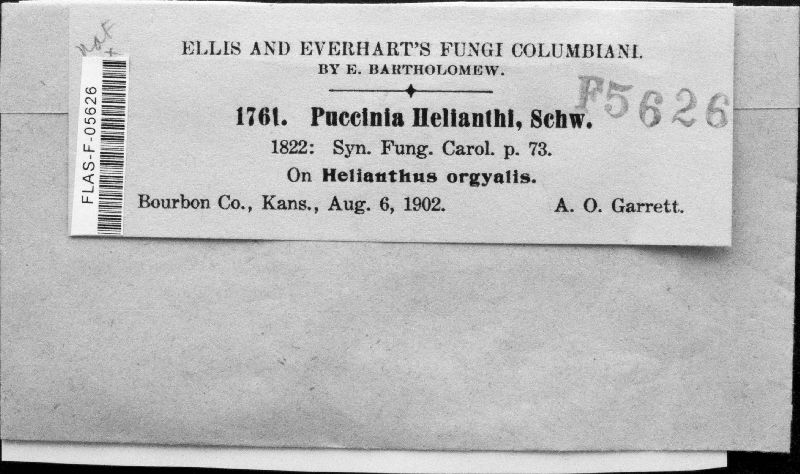 not
x
ELLIS AND EVERHART'S FUNGI COLUMBIANI.
BY E. BARTHOLOMEW.
F5626
1761. Puccinia Helianthi, Schw.
1822: Syn. Fung. Carol. p. 73.
On Helianthus orgyalis.
Bourbon Co., Kans., Aug. 6, 1902. A. O. Garrett.
FLAS-F-05626